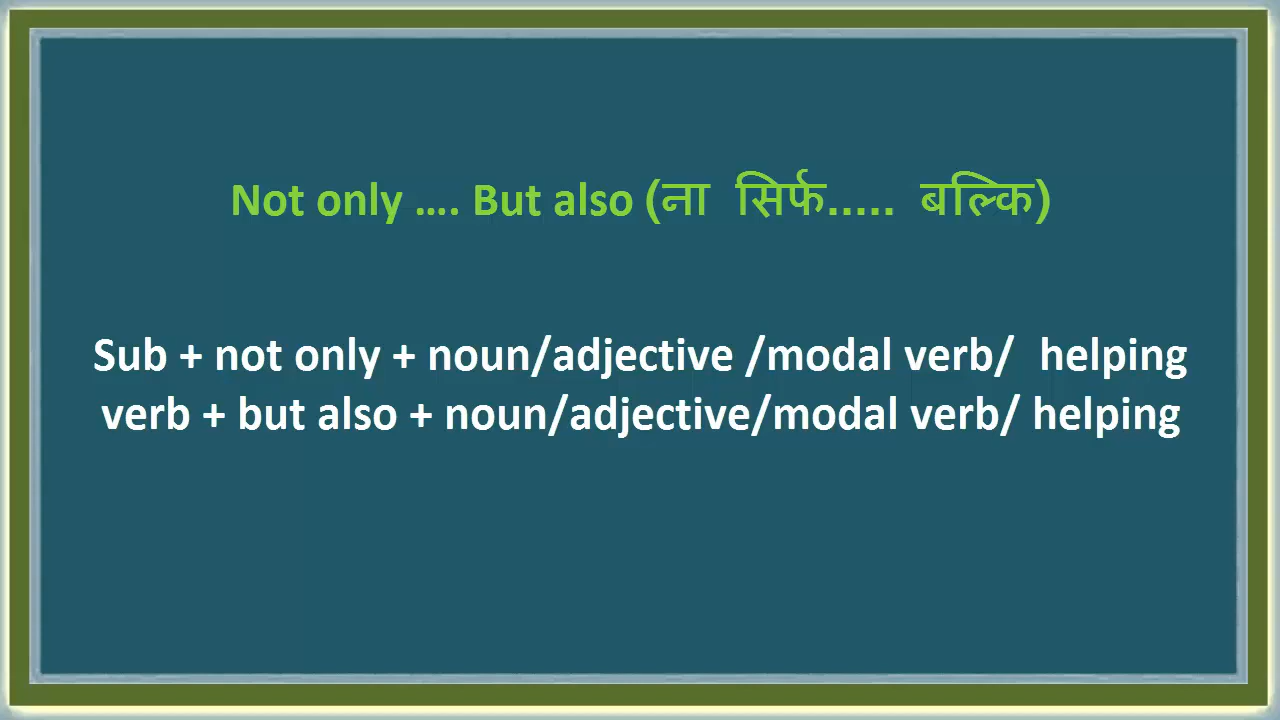 Not only .... But also (ना सिर्फ..... बल्कि)
Sub + not only + noun/adjective /modal verb/ helping
verb + but also + noun/adjective/modal verb/ helping